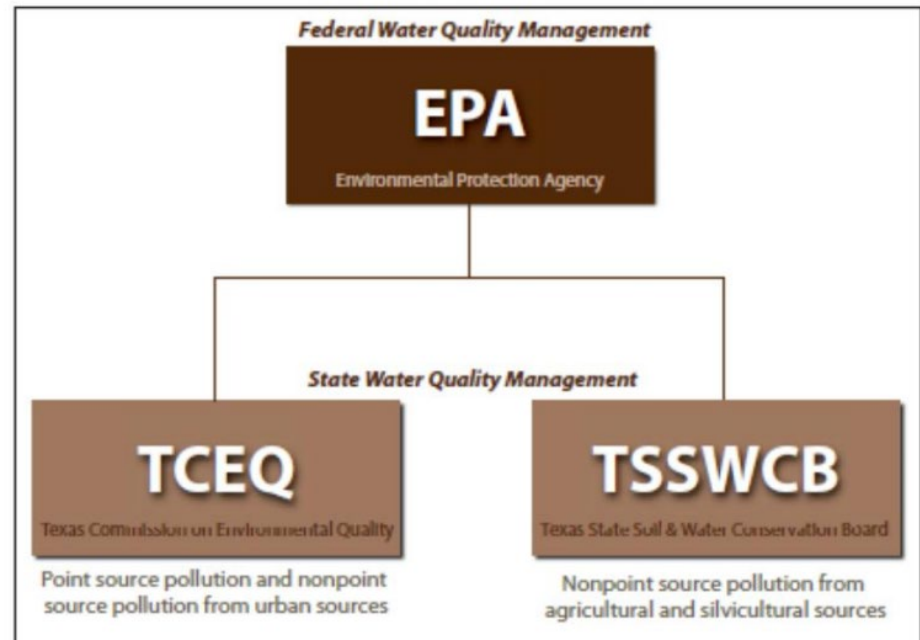 Federal Water Quality Management
EPA
Environmental Protection Agency
State Water Quality Management
TCEQ
Texas Commission on Environmental Quality
Point source pollution and nonpoint
source pollution from urban sources
TSSWCB
Texas State Soil & Water Conservation Board
Nonpoint source pollution from
agricultural and silvicultural sources